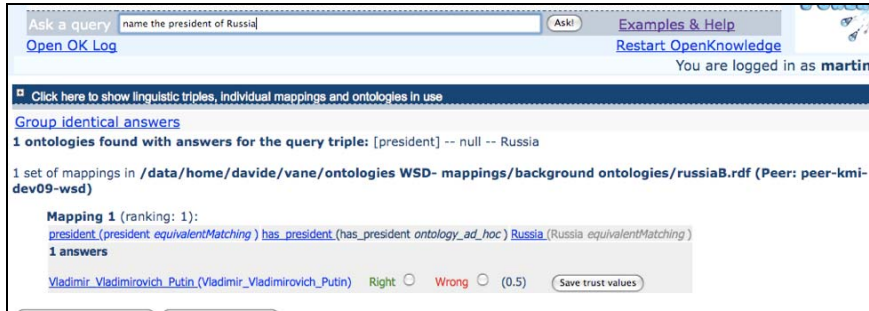 Ask a query name the president of Russia Ask! Examples & Help
Open OK Log Restart OpenKnowledge
You are logged in as martin
Click here to show linguistic triples, individual mappings and ontologies in use
Group identical answers
1 ontologies found with answers for the query triple: [president] -- null -- Russia
1 set of mappings in /data/home/davide/vane/ontologies WSD- mappings/background ontologies/russiaB.rdf (Peer: peer-kmi-
dev09-wsd)
Mapping 1 (ranking: 1):
president (president equivalentMatching ) has_president (has_president ontology_ad_hoc ) Russia (Russia equivalentMatching )
1 answers
Vladimir_Vladimirovich_Putin (Vladimir_Vladimirovich_Putin) Right Wrong (0.5) Save trust values